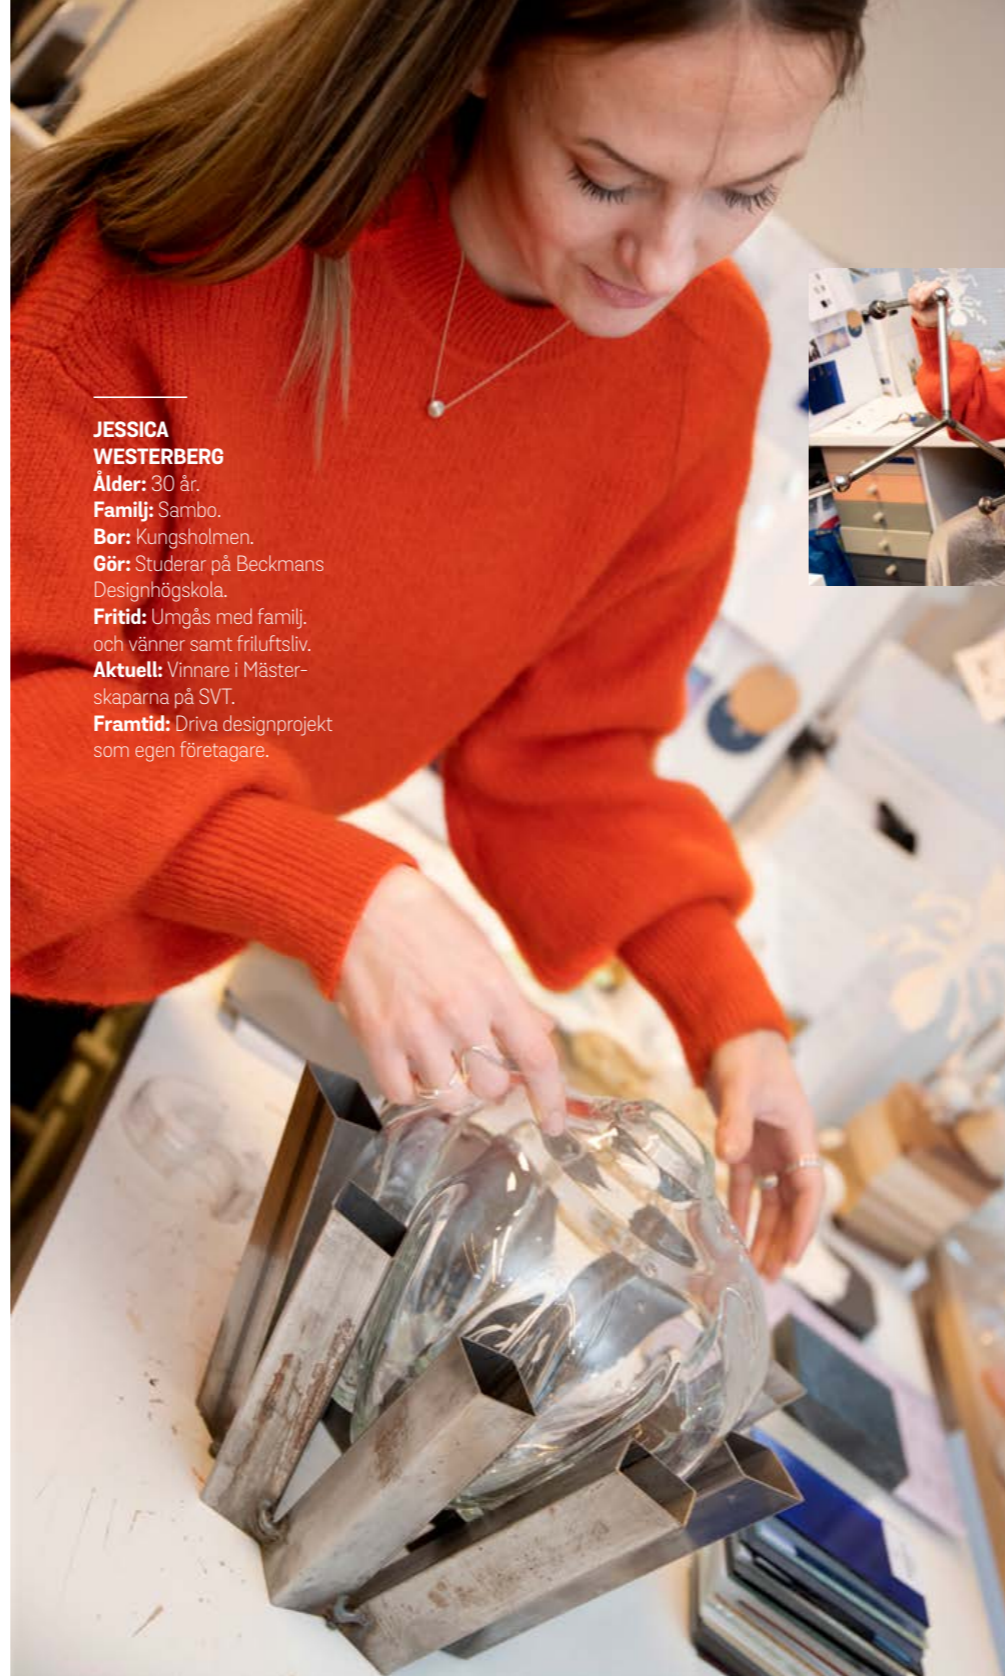 JESSICA
WESTERBERG
Ålder: 30 år.
Familj: Sambo.
Bor: Kungsholmen.
Gör: Studerar på Beckmans
Designhögskola.
Fritid: Umgås med familj.
och vänner samt friluftsliv.
Aktuell: Vinnare i Mäster-
skaparna på SVT.
Framtid: Driva designprojekt
som egen företagare.